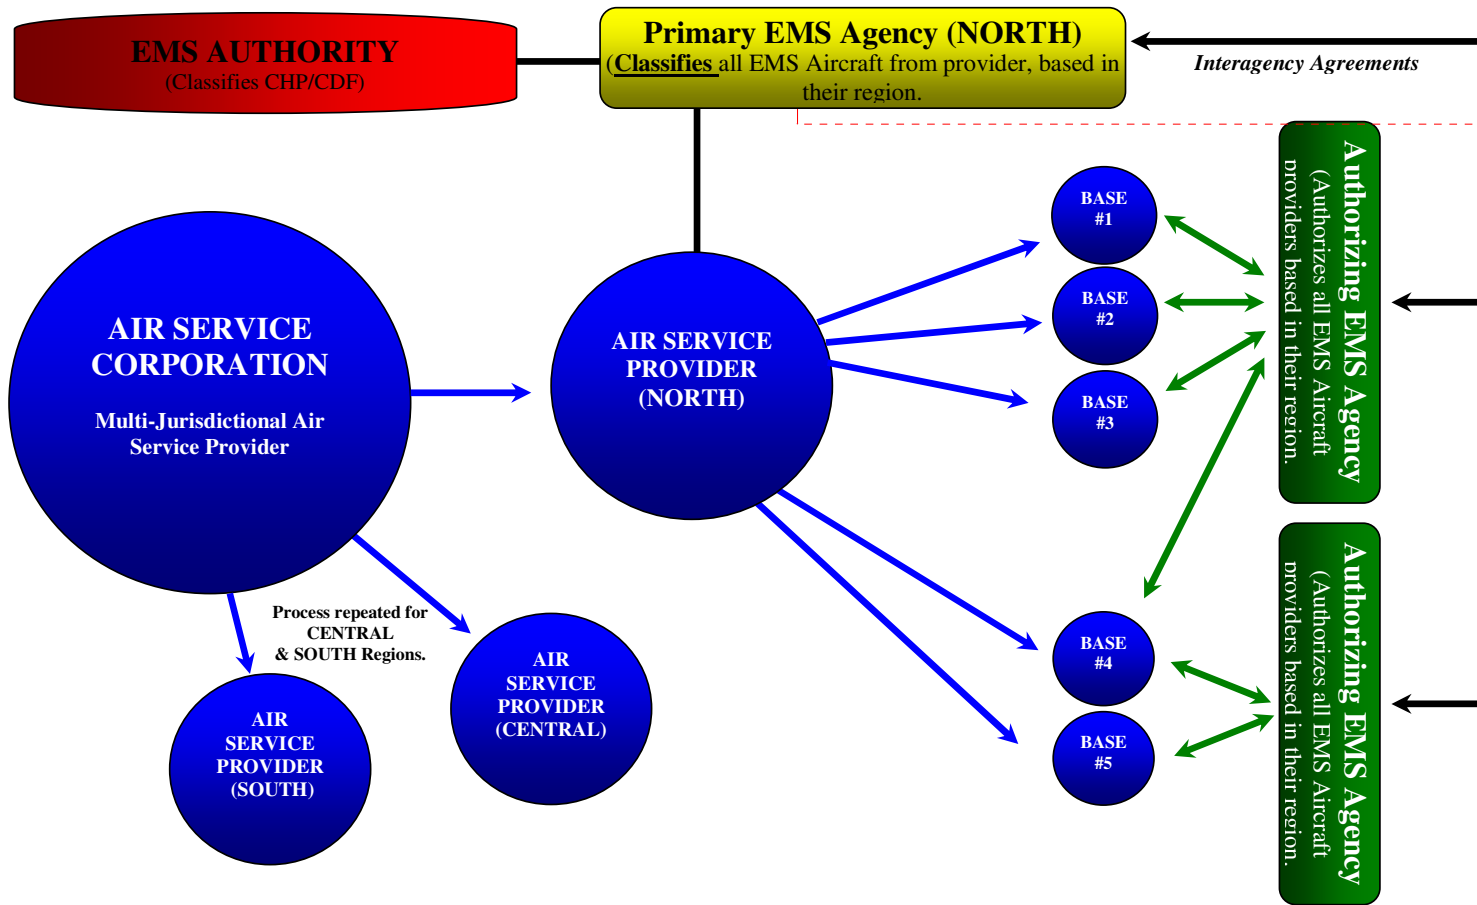 EMS AUTHORITY
(Classifies CHP/CDF)
Primary EMS Agency (NORTH)
(Classifies all EMS Aircraft from provider, based in
their region.
Interagency Agreements
AIR SERVICE
CORPORATION
Multi-Jurisdictional Air
Service Provider
AIR SERVICE
PROVIDER
(NORTH)
BASE
#1
BASE
#2
BASE
#3
BASE
#4
BASE
#5
Authorizing EMS Agency
(Authorizes all EMS Aircraft
providers based in their region.
Authorizing EMS Agency
(Authorizes all EMS Aircraft
providers based in their region.
Process repeated for
CENTRAL
& SOUTH Regions.
AIR
SERVICE
PROVIDER
(CENTRAL)
AIR
SERVICE
PROVIDER
(SOUTH)